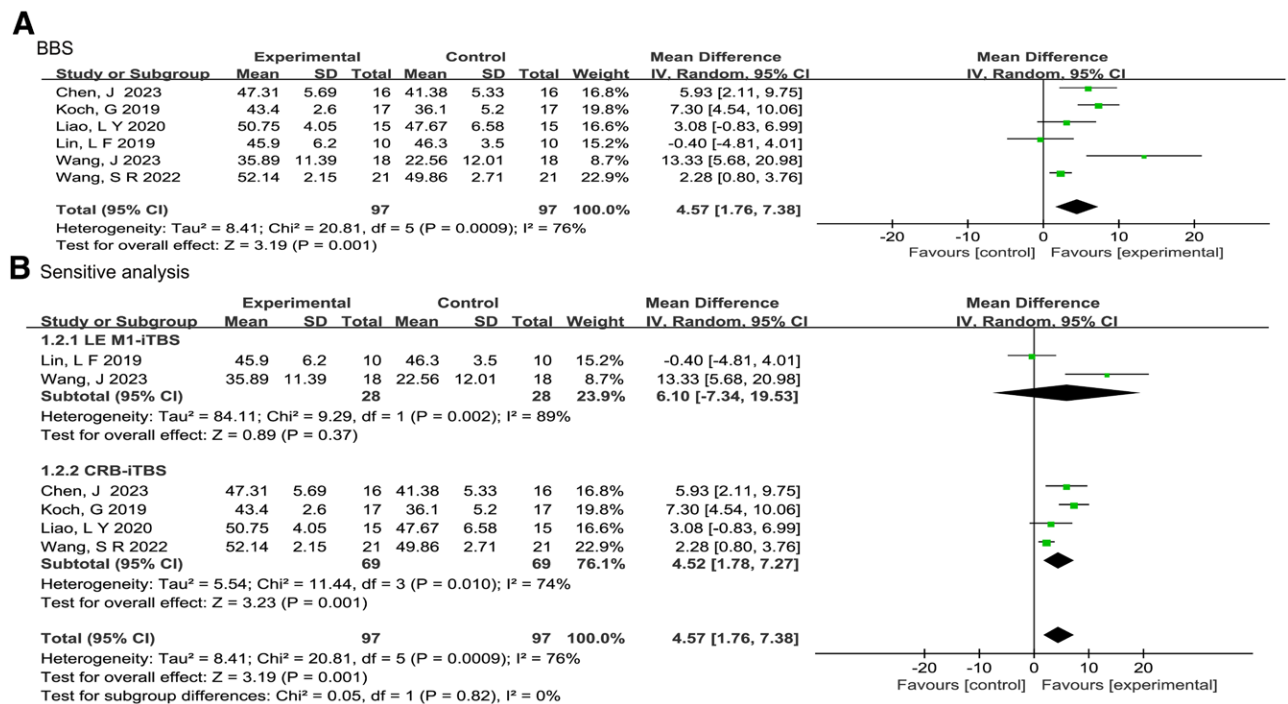 A
BBS
Experimental Control Mean Difference Mean Difference
Study or Subgroup Mean SD Total Mean SD Total Weight IV, Random, 95% CI IV, Random, 95% CI
Chen, J 2023 47.31 5.69 16 41.38 5.33 16 16.8% 5.93 [2.11, 9.75]
Koch, G 2019 43.4 2.6 17 36.1 5.2 17 19.8% 7.30 [4.54, 10.06]
Liao, L Y 2020 50.75 4.05 15 47.67 6.58 15 16.6% 3.08 [-0.83, 6.99]
Lin, L F 2019 45.9 6.2 10 46.3 3.5 10 15.2% -0.40 [-4.81, 4.01]
Wang, J 2023 35.89 11.39 18 22.56 12.01 18 8.7% 13.33 [5.68, 20.98]
Wang, S R 2022 52.14 2.15 21 49.86 2.71 21 22.9% 2.28 [0.80, 3.76]
Total (95% CI) 97 97 100.0% 4.57 [1.76, 7.38]
Heterogeneity: Tau² = 8.41; Chi² = 20.81, df = 5 (P = 0.0009); I² = 76%
Test for overall effect: Z = 3.19 (P = 0.001)
-20 -10 0 10 20
Favours [control] Favours [experimental]
B Sensitive analysis
Experimental Control Mean Difference Mean Difference
Study or Subgroup Mean SD Total Mean SD Total Weight IV, Random, 95% CI IV, Random, 95% CI
1.2.1 LE M1-iTBS
Lin, L F 2019 45.9 6.2 10 46.3 3.5 10 15.2% -0.40 [-4.81, 4.01]
Wang, J 2023 35.89 11.39 18 22.56 12.01 18 8.7% 13.33 [5.68, 20.98]
Subtotal (95% CI) 28 28 23.9% 6.10 [-7.34, 19.53]
Heterogeneity: Tau² = 84.11; Chi² = 9.29, df = 1 (P = 0.002); I² = 89%
Test for overall effect: Z = 0.89 (P = 0.37)
1.2.2 CRB-iTBS
Chen, J 2023 47.31 5.69 16 41.38 5.33 16 16.8% 5.93 [2.11, 9.75]
Koch, G 2019 43.4 2.6 17 36.1 5.2 17 19.8% 7.30 [4.54, 10.06]
Liao, L Y 2020 50.75 4.05 15 47.67 6.58 15 16.6% 3.08 [-0.83, 6.99]
Wang, S R 2022 52.14 2.15 21 49.86 2.71 21 22.9% 2.28 [0.80, 3.76]
Subtotal (95% CI) 69 69 76.1% 4.52 [1.78, 7.27]
Heterogeneity: Tau² = 5.54; Chi² = 11.44, df = 3 (P = 0.010); I² = 74%
Test for overall effect: Z = 3.23 (P = 0.001)
Total (95% CI) 97 97 100.0% 4.57 [1.76, 7.38]
Heterogeneity: Tau² = 8.41; Chi² = 20.81, df = 5 (P = 0.0009); I² = 76%
Test for overall effect: Z = 3.19 (P = 0.001)
Test for subgroup differences: Chi² = 0.05, df = 1 (P = 0.82), I² = 0%
-20 -10 0 10 20
Favours [control] Favours [experimental]